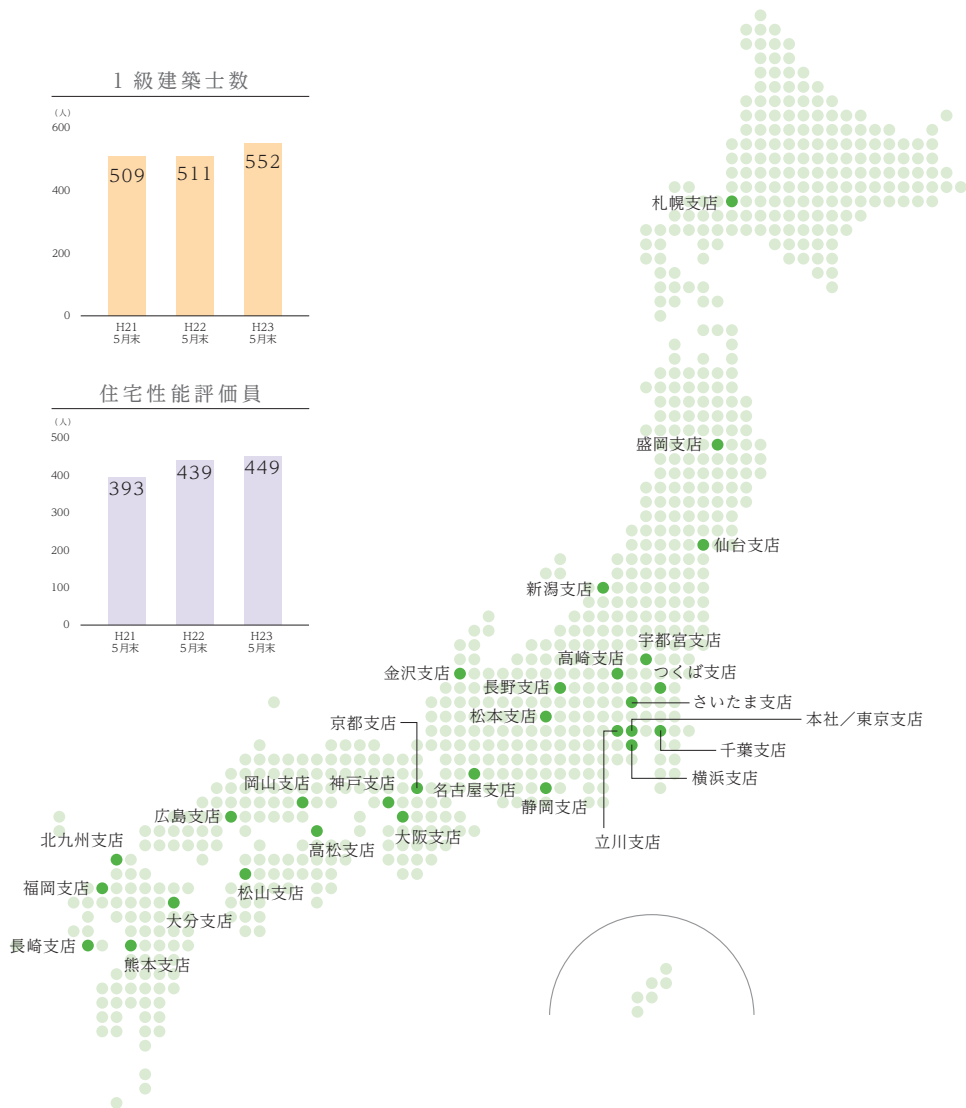 1 級建築士数
（人）
600
400
200
0
509
511
552
H21
5月末
H22
5月末
H23
5月末
住宅性能評価員
（人）
500
400
300
200
100
0
393
439
449
H21
5月末
H22
5月末
H23
5月末
札幌支店
盛岡支店
仙台支店
新潟支店
宇都宮支店
高崎支店
つくば支店
金沢支店
長野支店
さいたま支店
松本支店
本社／東京支店
京都支店
千葉支店
横浜支店
岡山支店
神戸支店
名古屋支店
静岡支店
広島支店
大阪支店
立川支店
北九州支店
高松支店
福岡支店
松山支店
大分支店
長崎支店
熊本支店